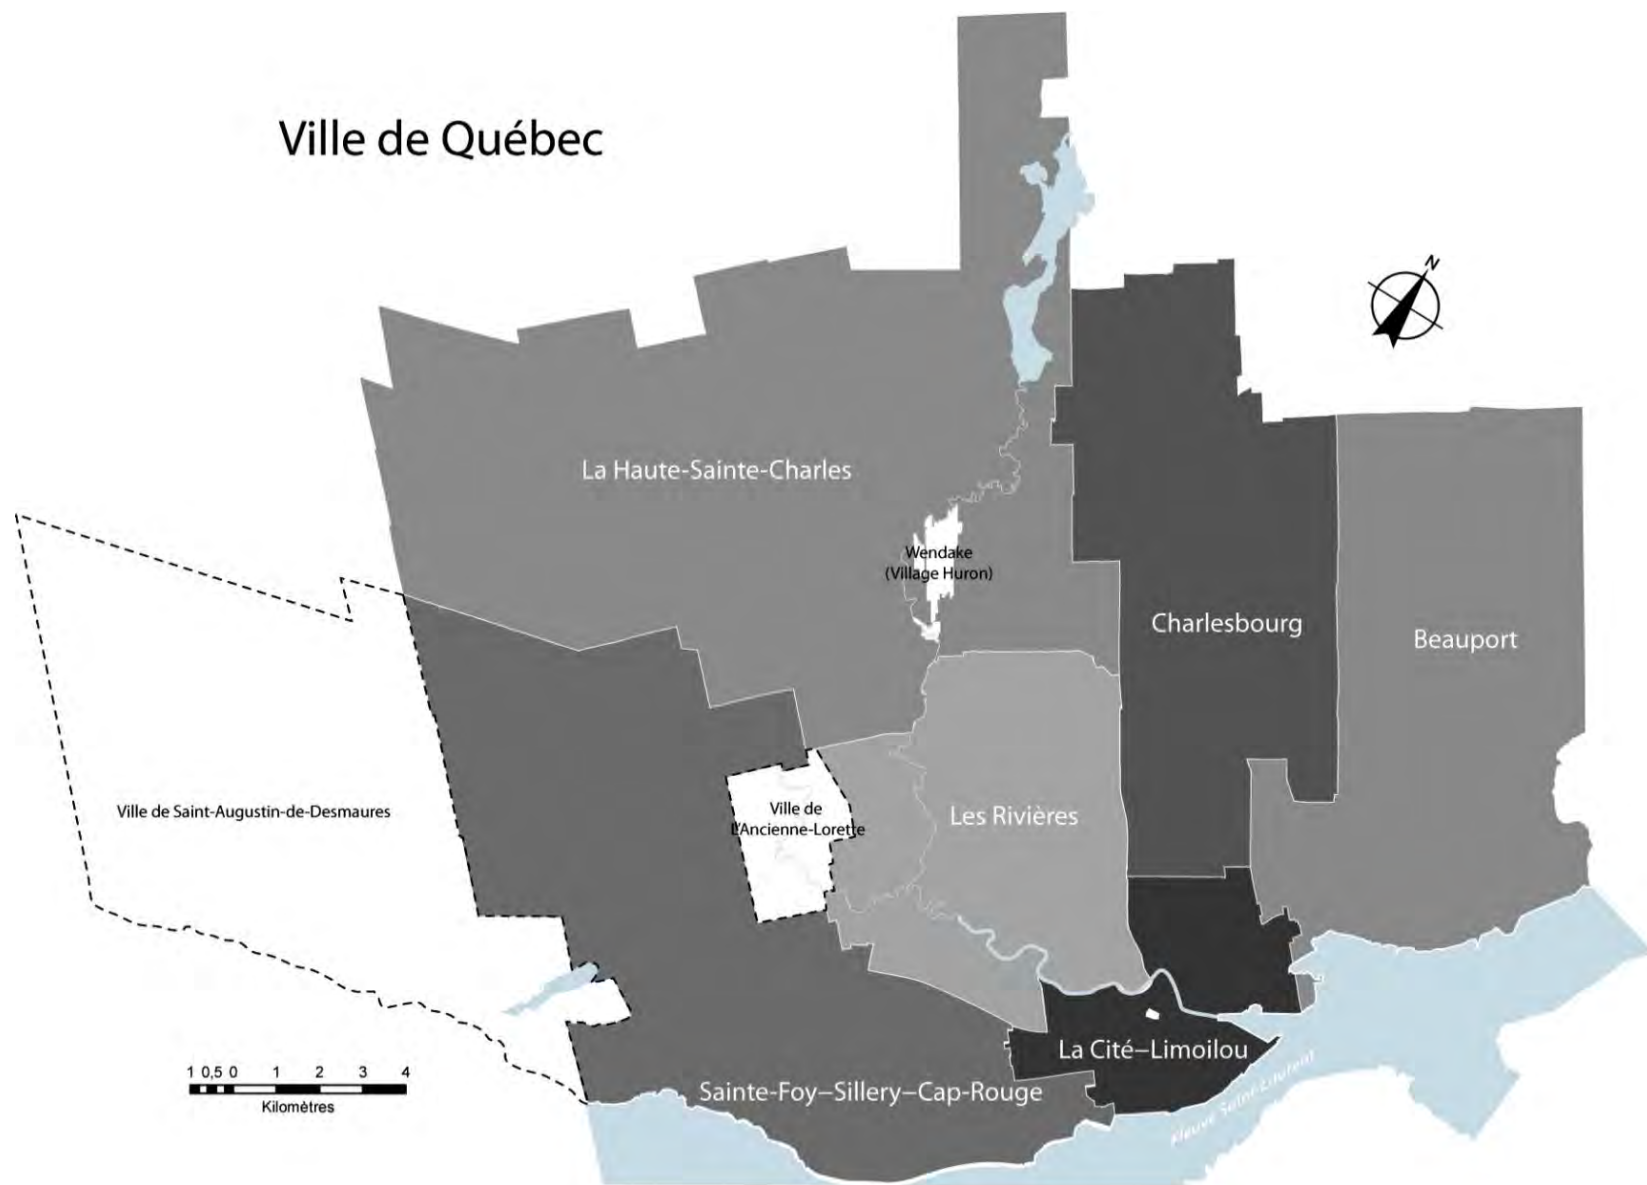 Ville de Québec
N
La Haute-Sainte-Charles
Wendake
(Village Huron)
Charlesbourg
Beauport
Ville de Saint-Augustin-de-Desmaures
Ville de
L'Ancienne-Lorette
Les Rivières
La Cité–Limoilou
Sainte-Foy–Sillery–Cap-Rouge
Fleuve Saint-Laurent
1 0,5 0 1 2 3 4
Kilomètres